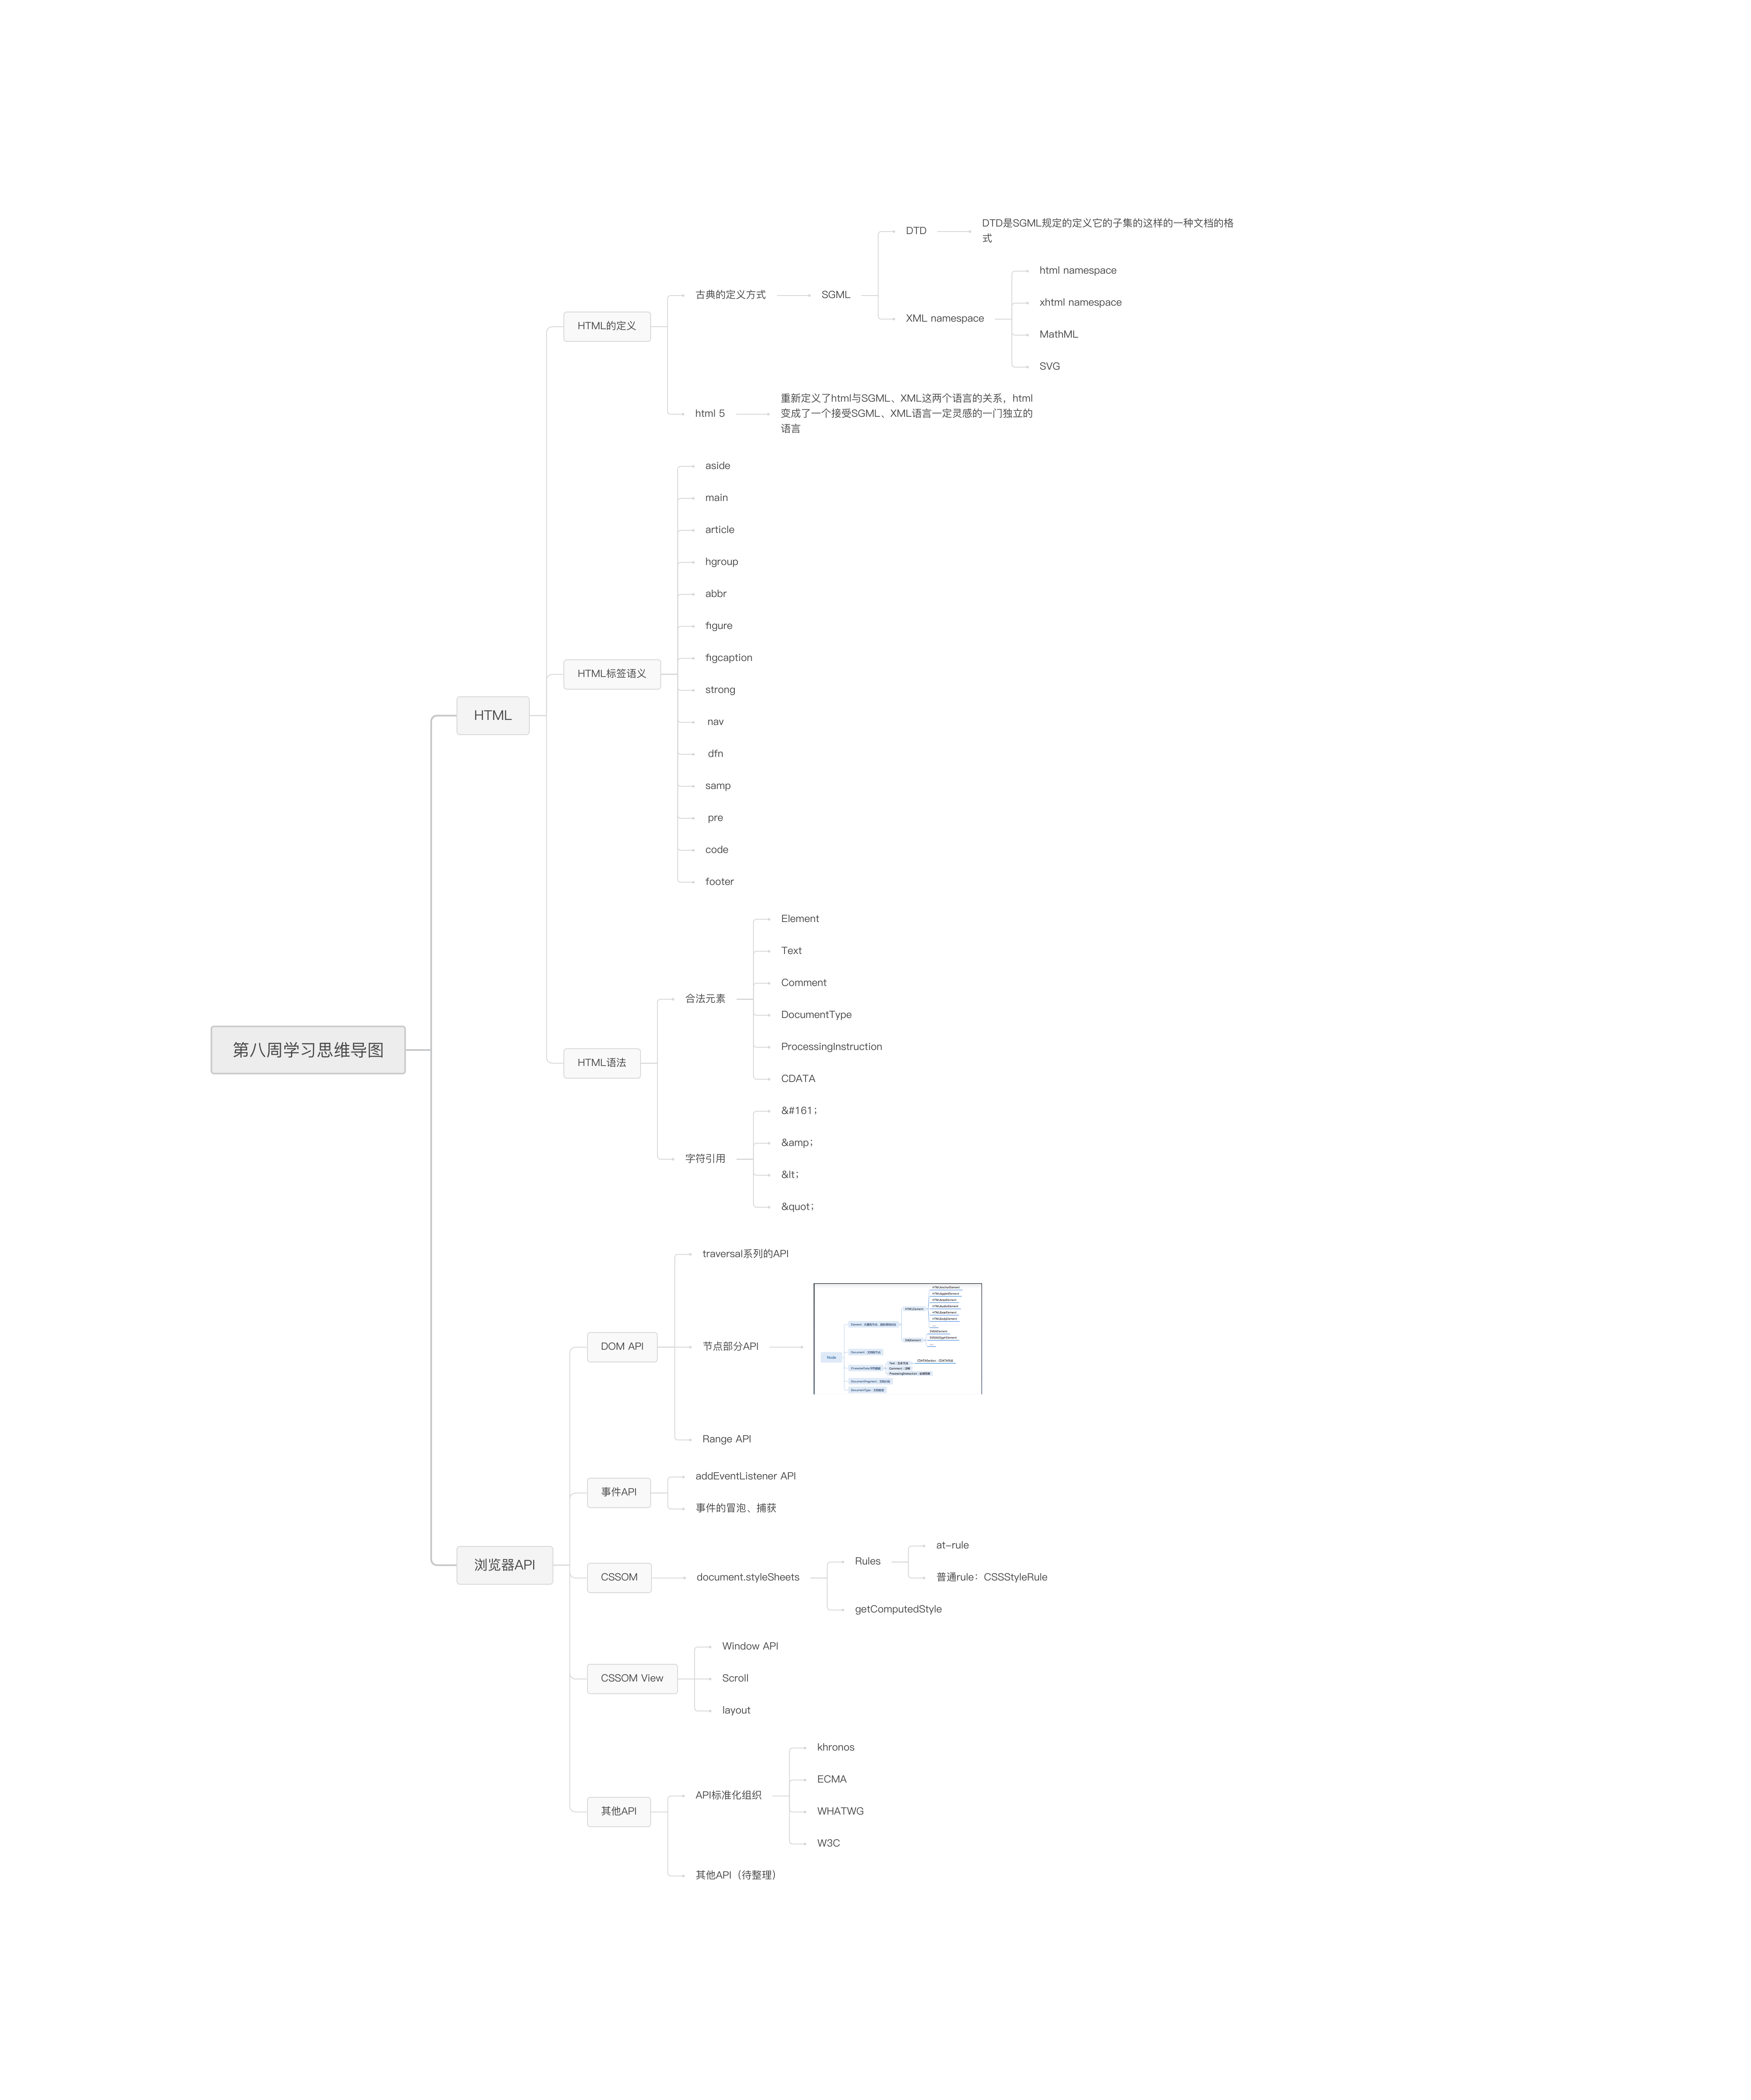 第八周学习思维导图
HTML
HTML的定义
古典的定义方式
SGML
DTD
DTD是SGML规定的定义它的子集的这样的一种文档的格
式
XML namespace
html namespace
xhtml namespace
MathML
SVG
html 5
重新定义了html与SGML、XML这两个语言的关系，html
变成了一个接受SGML、XML语言一定灵感的一门独立的
语言
HTML标签语义
aside
main
article
hgroup
abbr
figure
figcaption
strong
nav
dfn
samp
pre
code
footer
HTML语法
合法元素
Element
Text
Comment
DocumentType
ProcessingInstruction
CDATA
字符引用
&#161;
&amp;
&lt;
&quot;
浏览器API
DOM API
traversal系列的API
节点部分API
Node
HTMLElement
SVGElement
Range API
事件API
addEventListener API
事件的冒泡、捕获
CSSOM
document.styleSheets
Rules
at-rule
普通rule：CSSStyleRule
getComputedStyle
CSSOM View
Window API
Scroll
layout
其他API
API标准化组织
khronos
ECMA
WHATWG
W3C
其他API（待整理）